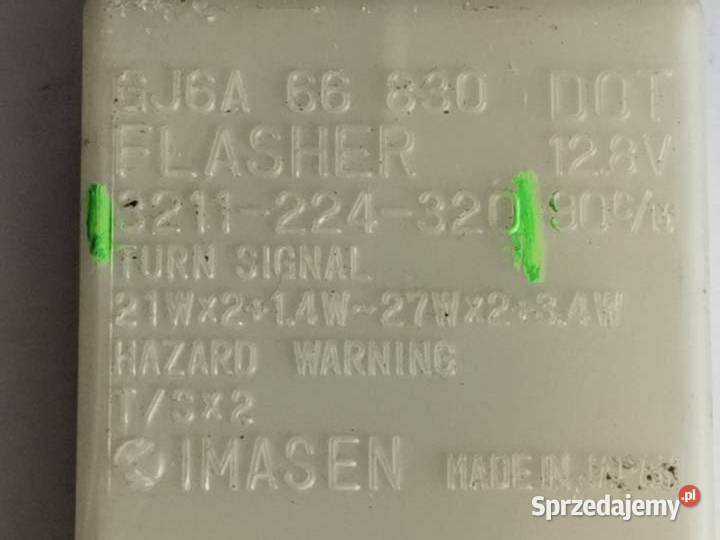 GJ6A 66 830 DOT
FLASHER 12.8V
3211-224-320 90c/m
TURN SIGNAL
21W×2+1.4W~27W×2+3.4W
HAZARD WARNING
T/S×2
IMASEN MADE IN JAPAN
Sprzedajemy.pl